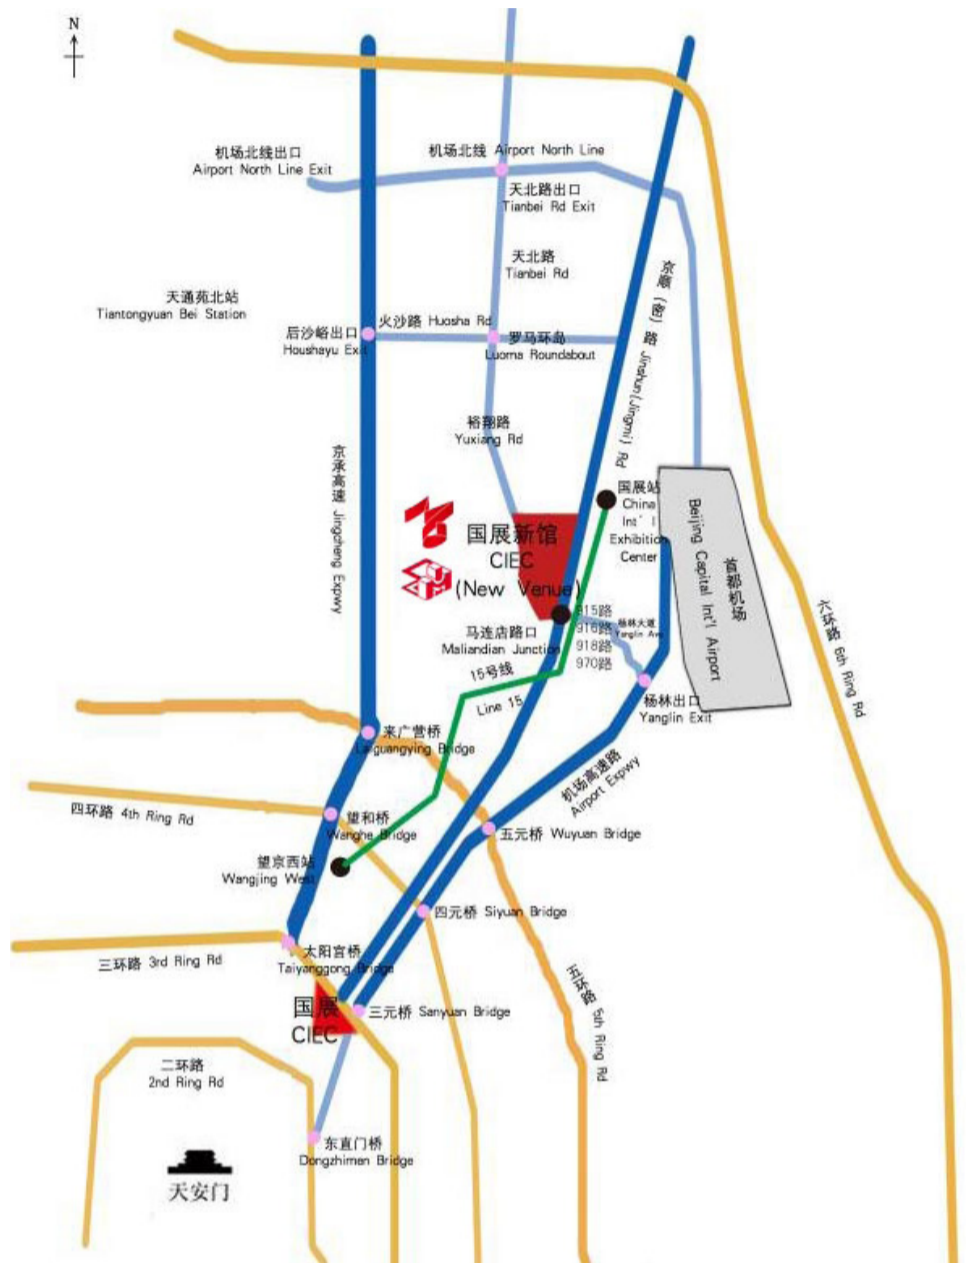 N
机场北线出口
Airport North Line Exit
机场北线 Airport North Line
天北路出口
Tianbei Rd Exit
天北路
Tianbei Rd
京顺(密)路 Jinshun(Jingmi) Rd
天通苑北站
Tiantongyuan Bei Station
后沙峪出口
Houshayu Exit
火沙路 Huosha Rd
罗马环岛
Luoma Roundabout
裕翔路
Yuxiang Rd
京承高速 Jingcheng Expwy
国展站
China
Int'l
Exhibition
Center
国展新馆
CIEC
(New Venue)
首都机场
Beijing Capital Int'l Airport
马连店路口
Maliandian Junction
915路
916路
918路
970路
杨林大道
Yanglin Ave
六环路 6th Ring Rd
15号线
Line 15
杨林出口
Yanglin Exit
来广营桥
Laiguangying Bridge
机场高速路
Airport Expwy
四环路 4th Ring Rd
望和桥
Wanghe Bridge
五元桥 Wuyuan Bridge
望京西站
Wangjing West
四元桥 Siyuan Bridge
三环路 3rd Ring Rd
太阳宫桥
Taiyanggong Bridge
国展
CIEC
三元桥 Sanyuan Bridge
五环路 5th Ring Rd
二环路
2nd Ring Rd
东直门桥
Dongzhimen Bridge
天安门